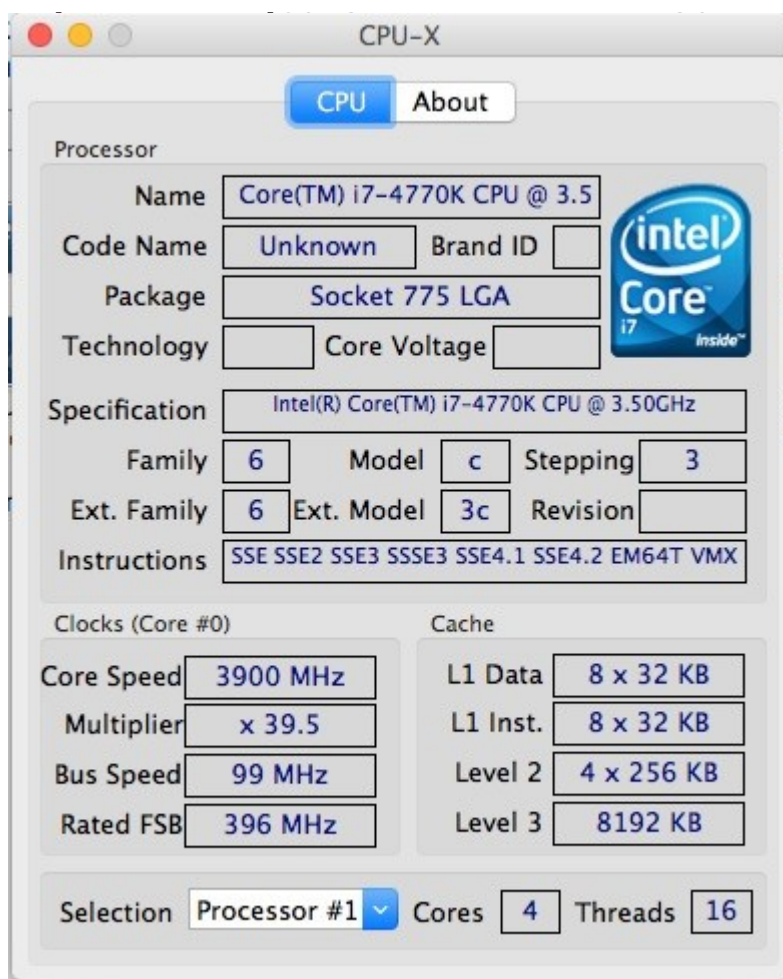 CPU-X
CPU About
Processor
Name Core(TM) i7-4770K CPU @ 3.5
Code Name Unknown Brand ID
Package Socket 775 LGA
Technology Core Voltage
intel
Core™
i7
inside™
Specification Intel(R) Core(TM) i7-4770K CPU @ 3.50GHz
Family 6 Model c Stepping 3
Ext. Family 6 Ext. Model 3c Revision
Instructions SSE SSE2 SSE3 SSSE3 SSE4.1 SSE4.2 EM64T VMX
Clocks (Core #0)
Core Speed 3900 MHz
Multiplier x 39.5
Bus Speed 99 MHz
Rated FSB 396 MHz
Cache
L1 Data 8 x 32 KB
L1 Inst. 8 x 32 KB
Level 2 4 x 256 KB
Level 3 8192 KB
Selection Processor #1 Cores 4 Threads 16